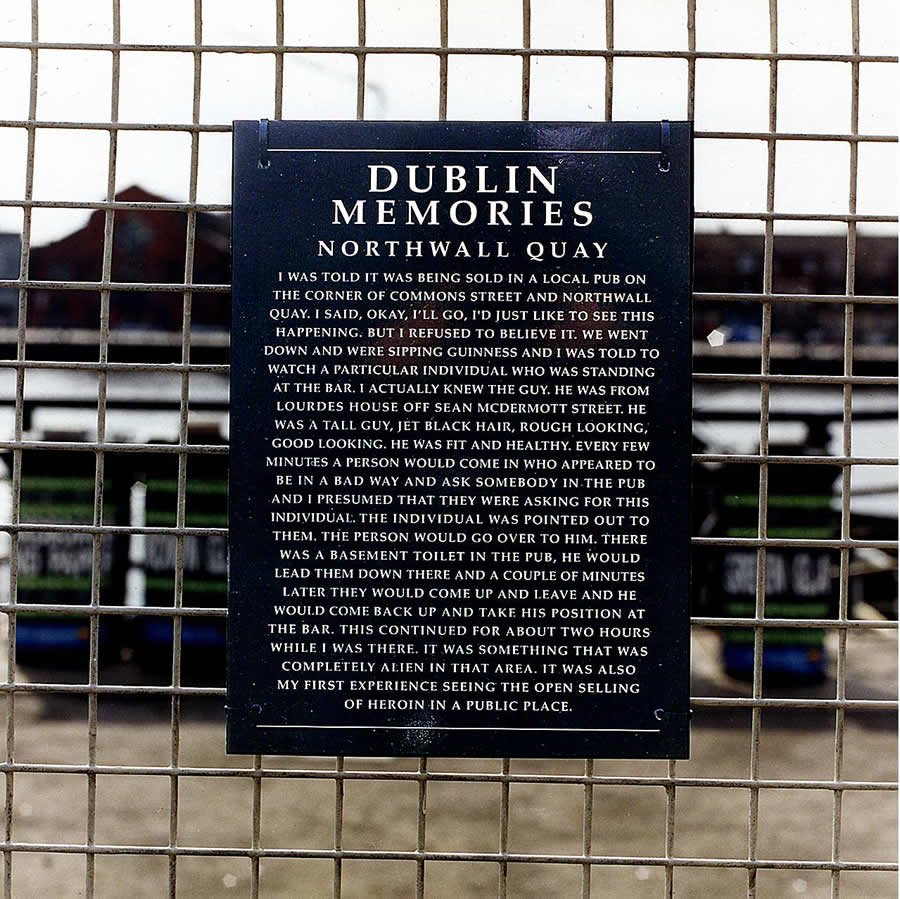 DUBLIN
MEMORIES
NORTHWALL QUAY
I WAS TOLD IT WAS BEING SOLD IN A LOCAL PUB ON
THE CORNER OF COMMONS STREET AND NORTHWALL
QUAY. I SAID, OKAY, I'LL GO, I'D JUST LIKE TO SEE THIS
HAPPENING. BUT I REFUSED TO BELIEVE IT. WE WENT
DOWN AND WERE SIPPING GUINNESS AND I WAS TOLD TO
WATCH A PARTICULAR INDIVIDUAL WHO WAS STANDING
AT THE BAR. I ACTUALLY KNEW THE GUY. HE WAS FROM
LOURDES HOUSE OFF SEAN MCDERMOTT STREET. HE
WAS A TALL GUY, JET BLACK HAIR, ROUGH LOOKING,
GOOD LOOKING. HE WAS FIT AND HEALTHY. EVERY FEW
MINUTES A PERSON WOULD COME IN WHO APPEARED TO
BE IN A BAD WAY AND ASK SOMEBODY IN THE PUB
AND I PRESUMED THAT THEY WERE ASKING FOR THIS
INDIVIDUAL. THE INDIVIDUAL WAS POINTED OUT TO
THEM. THE PERSON WOULD GO OVER TO HIM. THERE
WAS A BASEMENT TOILET IN THE PUB, HE WOULD
LEAD THEM DOWN THERE AND A COUPLE OF MINUTES
LATER THEY WOULD COME UP AND LEAVE AND HE
WOULD COME BACK UP AND TAKE HIS POSITION AT
THE BAR. THIS CONTINUED FOR ABOUT TWO HOURS
WHILE I WAS THERE. IT WAS SOMETHING THAT WAS
COMPLETELY ALIEN IN THAT AREA. IT WAS ALSO
MY FIRST EXPERIENCE SEEING THE OPEN SELLING
OF HEROIN IN A PUBLIC PLACE.